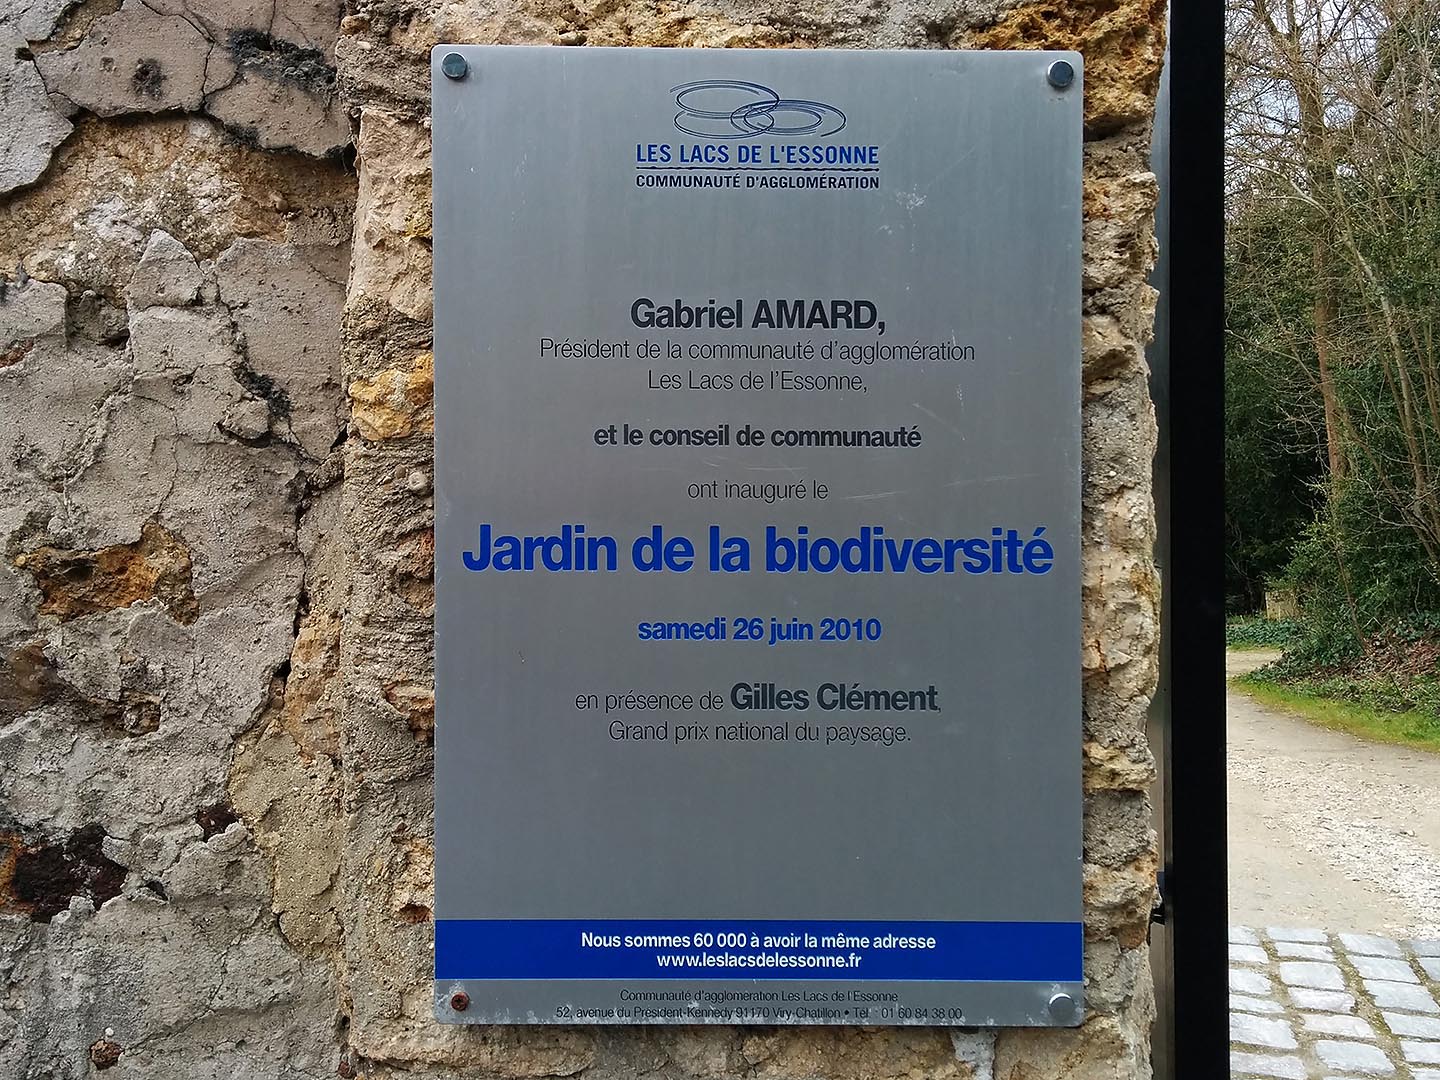 LES LACS DE L'ESSONNE
COMMUNAUTÉ D'AGGLOMÉRATION
Gabriel AMARD,
Président de la communauté d'agglomération
Les Lacs de l'Essonne,
et le conseil de communauté
ont inauguré le
Jardin de la biodiversité
samedi 26 juin 2010
en présence de Gilles Clément,
Grand prix national du paysage.
Nous sommes 60 000 à avoir la même adresse
www.leslacsdelessonne.fr
Communauté d'agglomération Les Lacs de l'Essonne
52, avenue du Président-Kennedy 91170 Viry-Chatillon • Tél. : 01 60 84 38 00